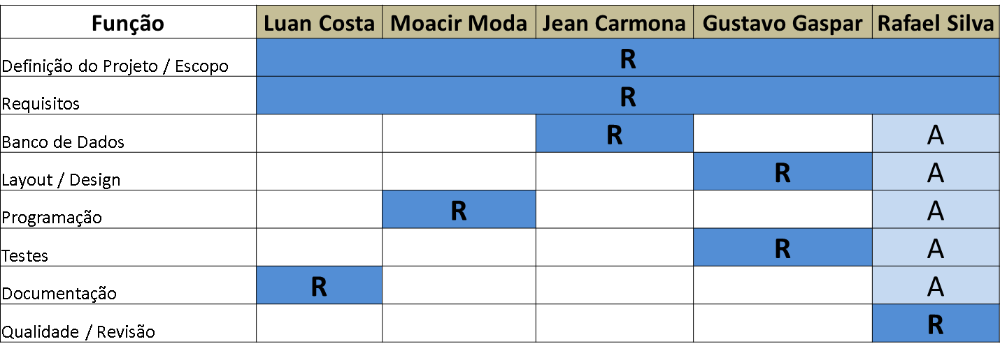 Função Luan Costa Moacir Moda Jean Carmona Gustavo Gaspar Rafael Silva
Definição do Projeto / Escopo R
Requisitos R
Banco de Dados R A
Layout / Design R A
Programação R A
Testes R A
Documentação R A
Qualidade / Revisão R